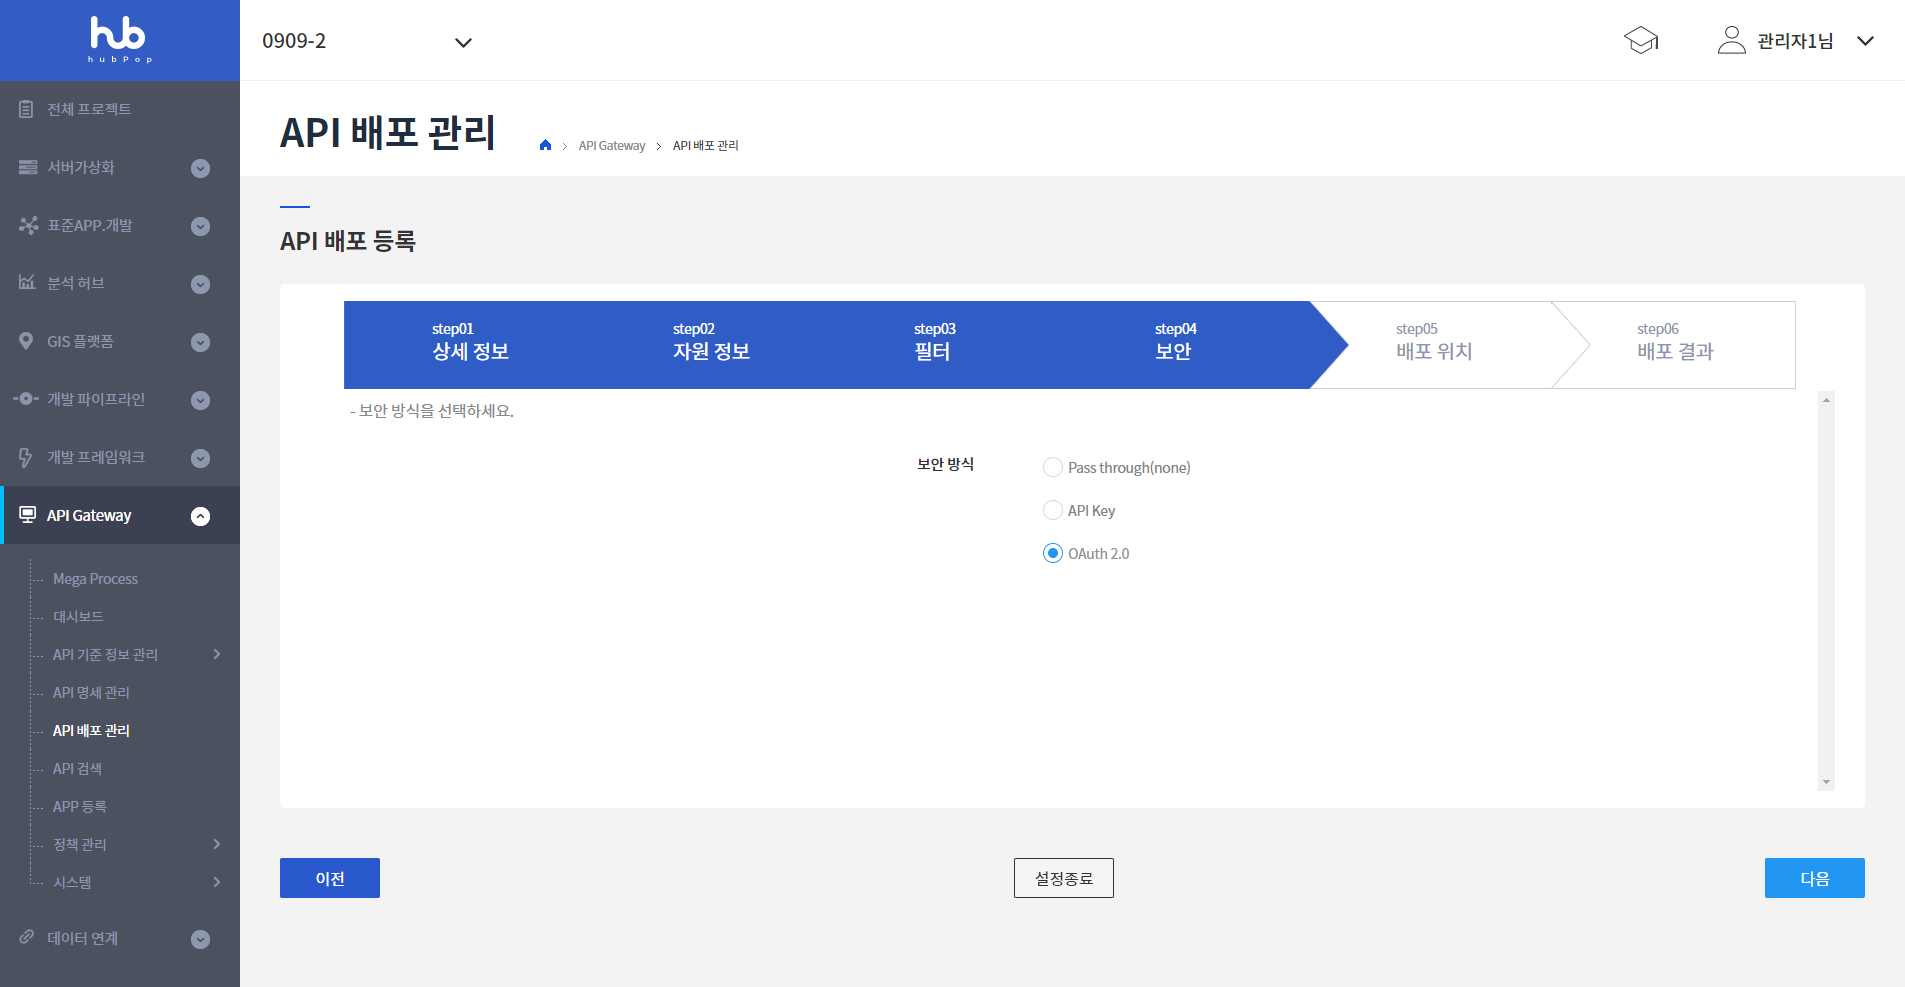 hub
hubPop
0909-2
관리자1님
전체 프로젝트
서버가상화
표준APP.개발
분석 허브
GIS 플랫폼
개발 파이프라인
개발 프레임워크
API Gateway
Mega Process
대시보드
API 기준 정보 관리
API 명세 관리
API 배포 관리
API 검색
APP 등록
정책 관리
시스템
데이터 연계
API 배포 관리
API Gateway
API 배포 관리
API 배포 등록
step01
상세 정보
step02
자원 정보
step03
필터
step04
보안
step05
배포 위치
step06
배포 결과
- 보안 방식을 선택하세요.
보안 방식
Pass through(none)
API Key
OAuth 2.0
이전
설정종료
다음